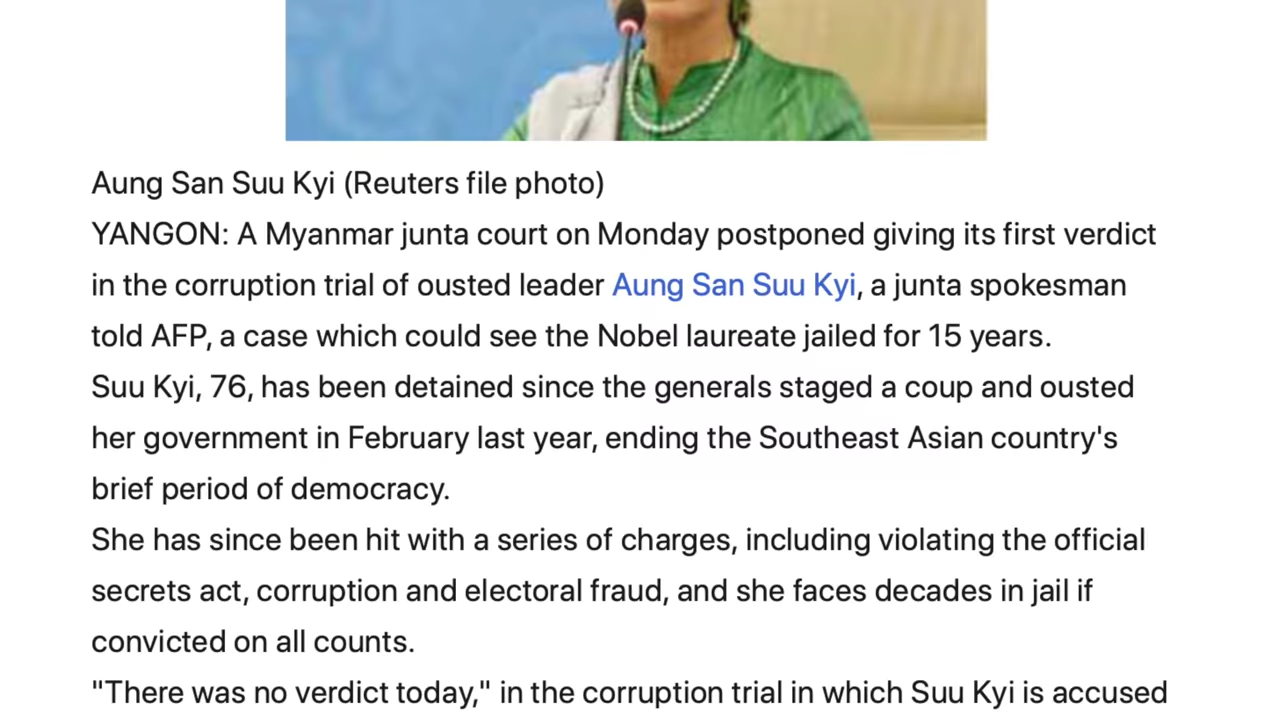 Aung San Suu Kyi (Reuters file photo)
YANGON: A Myanmar junta court on Monday postponed giving its first verdict
in the corruption trial of ousted leader Aung San Suu Kyi, a junta spokesman
told AFP, a case which could see the Nobel laureate jailed for 15 years.
Suu Kyi, 76, has been detained since the generals staged a coup and ousted
her government in February last year, ending the Southeast Asian country's
brief period of democracy.
She has since been hit with a series of charges, including violating the official
secrets act, corruption and electoral fraud, and she faces decades in jail if
convicted on all counts.
"There was no verdict today," in the corruption trial in which Suu Kyi is accused